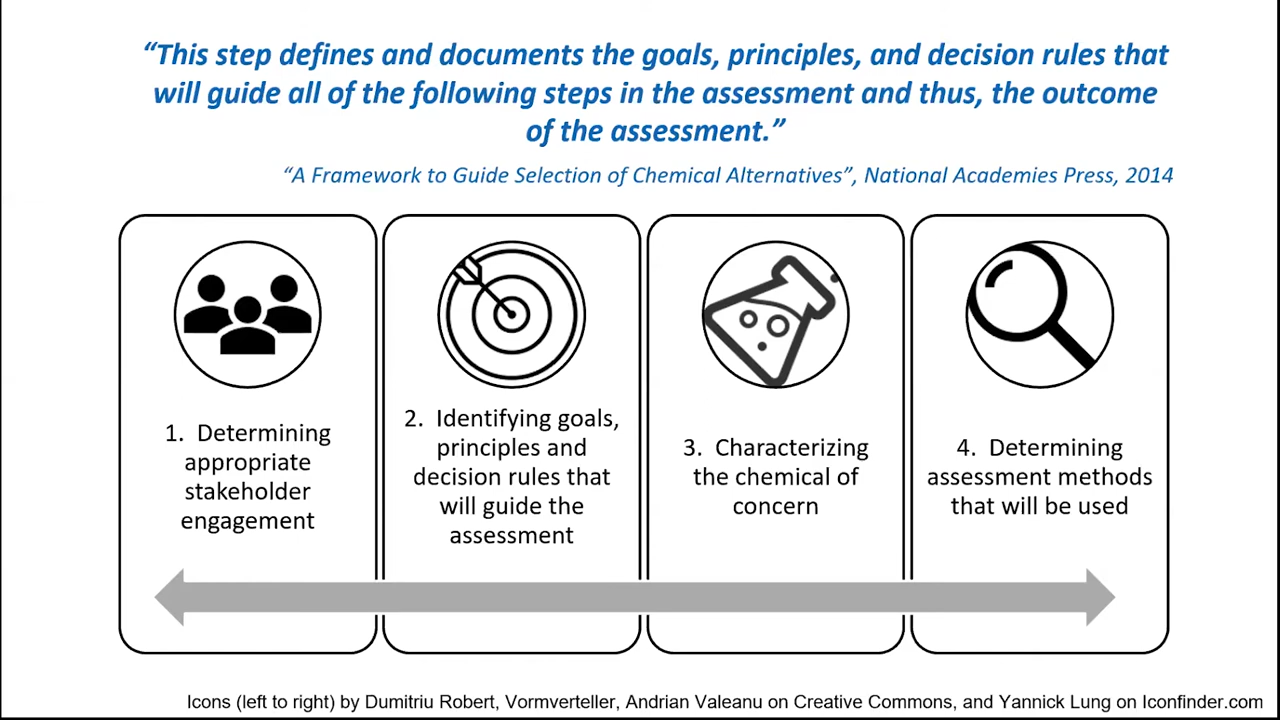 “This step defines and documents the goals, principles, and decision rules that
will guide all of the following steps in the assessment and thus, the outcome
of the assessment.”
“A Framework to Guide Selection of Chemical Alternatives”, National Academies Press, 2014
1. Determining
appropriate
stakeholder
engagement
2. Identifying goals,
principles and
decision rules that
will guide the
assessment
3. Characterizing
the chemical of
concern
4. Determining
assessment methods
that will be used
Icons (left to right) by Dumitriu Robert, Vormverteller, Andrian Valeanu on Creative Commons, and Yannick Lung on Iconfinder.com